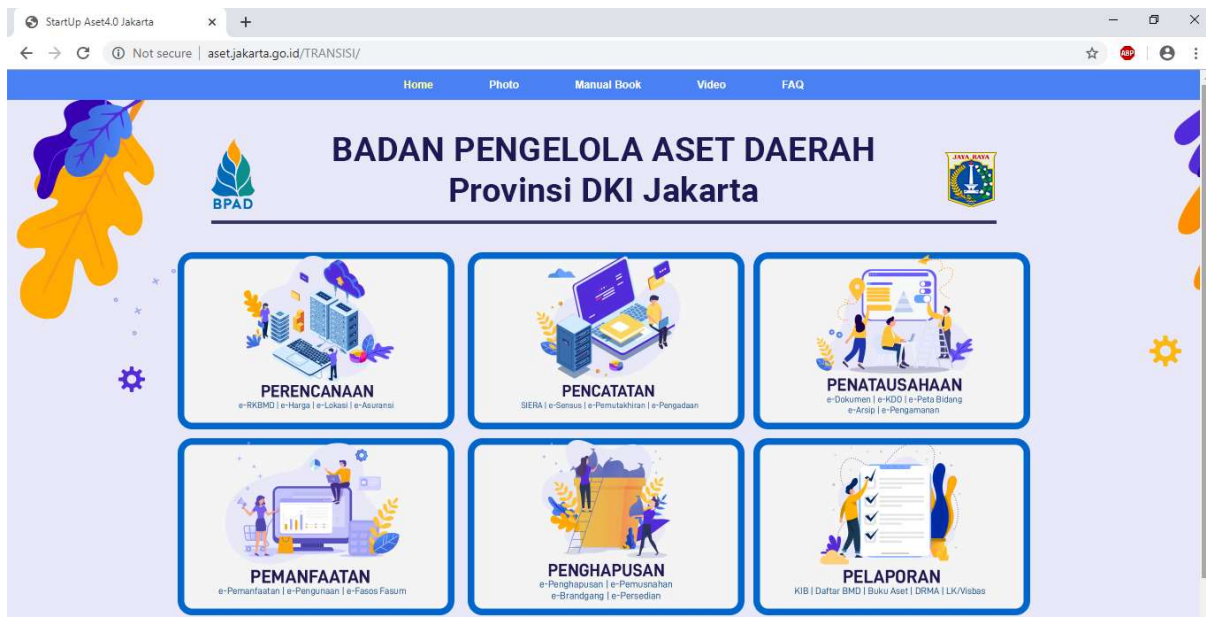 StartUp Aset4.0 Jakarta
Not secure | aset.jakarta.go.id/TRANSISI/
ABP
Home Photo Manual Book Video FAQ
BADAN PENGELOLA ASET DAERAH
Provinsi DKI Jakarta
BPAD
JAYA RAYA
PERENCANAAN
e-RKBMD | e-Harga | e-Lokasi | e-Asuransi
PENCATATAN
SIERA | e-Sensus | e-Pemutakhiran | e-Pengadaan
PENATAUSAHAAN
e-Dokumen | e-KDO | e-Peta Bidang
e-Arsip | e-Pengamanan
PEMANFAATAN
e-Pemanfaatan | e-Pengunaan | e-Fasos Fasum
PENGHAPUSAN
e-Penghapusan | e-Pemusnahan
e-Brandgang | e-Persedian
PELAPORAN
KIB | Daftar BMD | Buku Aset | DRMA | LK/Visbas